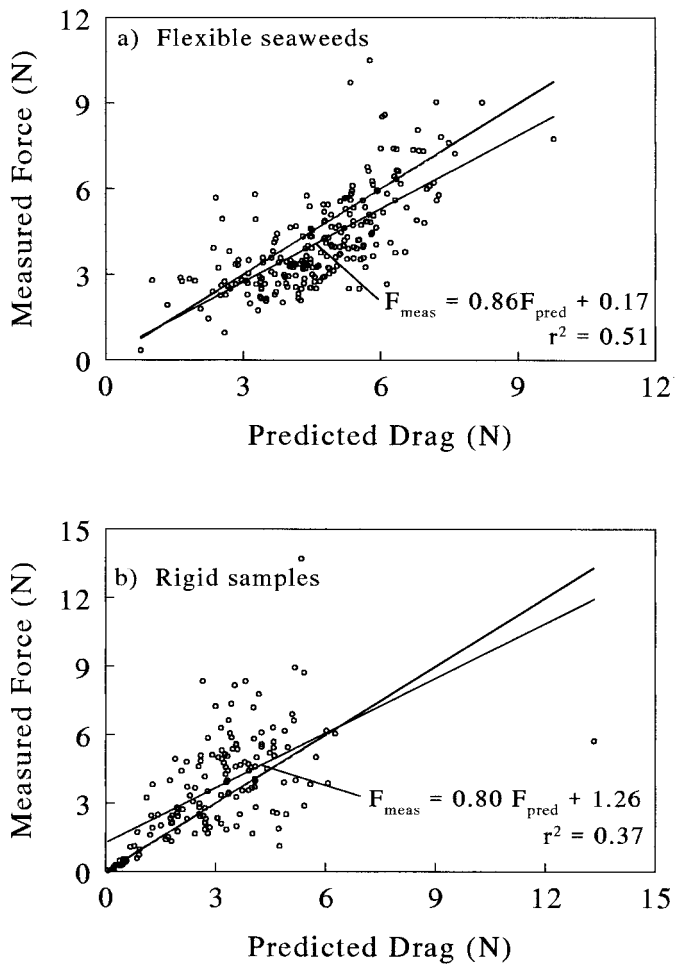 a) Flexible seaweeds
12
9
6
3
0
Measured Force (N)
F_meas = 0.86F_pred + 0.17
r² = 0.51
0 3 6 9 12
Predicted Drag (N)
b) Rigid samples
15
12
9
6
3
0
Measured Force (N)
F_meas = 0.80 F_pred + 1.26
r² = 0.37
0 3 6 9 12 15
Predicted Drag (N)